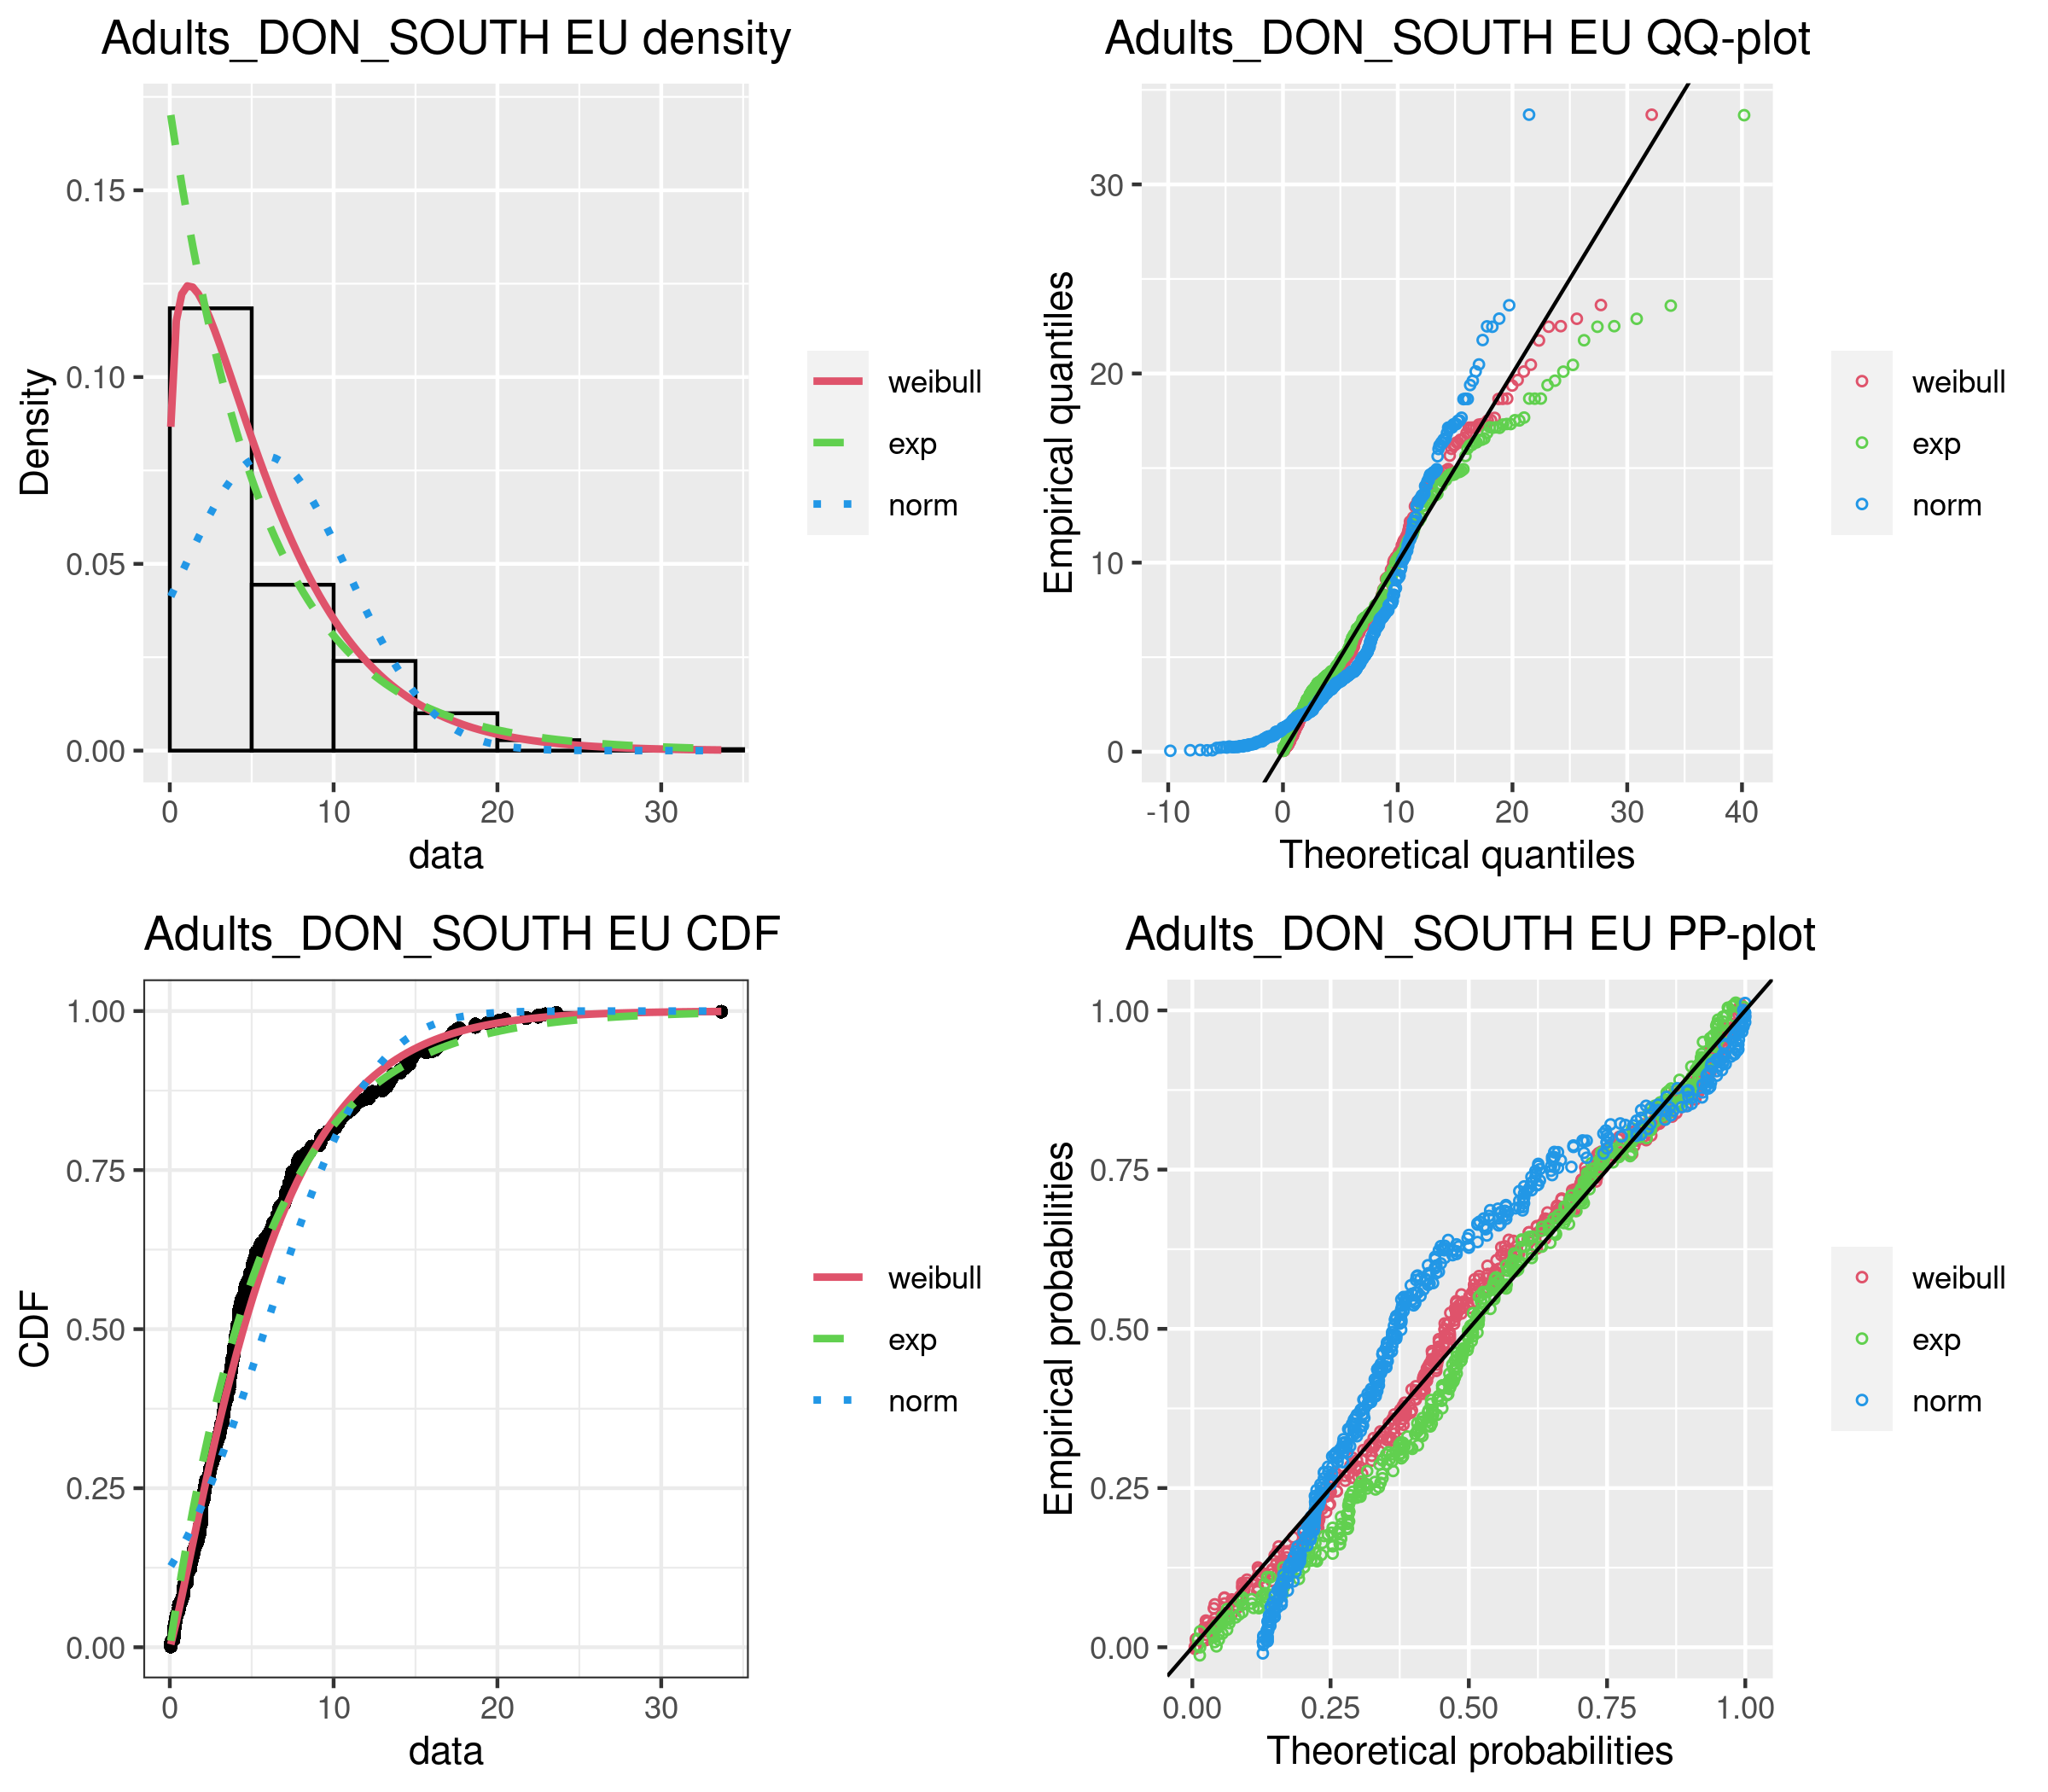 Adults_DON_SOUTH EU density
Density
0.15
0.10
0.05
0.00
0 10 20 30
data
weibull
exp
norm
Adults_DON_SOUTH EU QQ-plot
Empirical quantiles
30
20
10
0
-10 0 10 20 30 40
Theoretical quantiles
weibull
exp
norm
Adults_DON_SOUTH EU CDF
CDF
1.00
0.75
0.50
0.25
0.00
0 10 20 30
data
weibull
exp
norm
Adults_DON_SOUTH EU PP-plot
Empirical probabilities
1.00
0.75
0.50
0.25
0.00
0.00 0.25 0.50 0.75 1.00
Theoretical probabilities
weibull
exp
norm